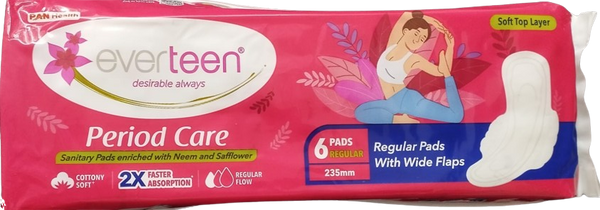 PAN Health
Soft Top Layer
everteen®
desirable always
Period Care
Sanitary Pads enriched with Neem and Safflower
COTTONY
SOFT
2X FASTER
ABSORPTION
REGULAR
FLOW
6 PADS
REGULAR
235mm
Regular Pads
With Wide Flaps